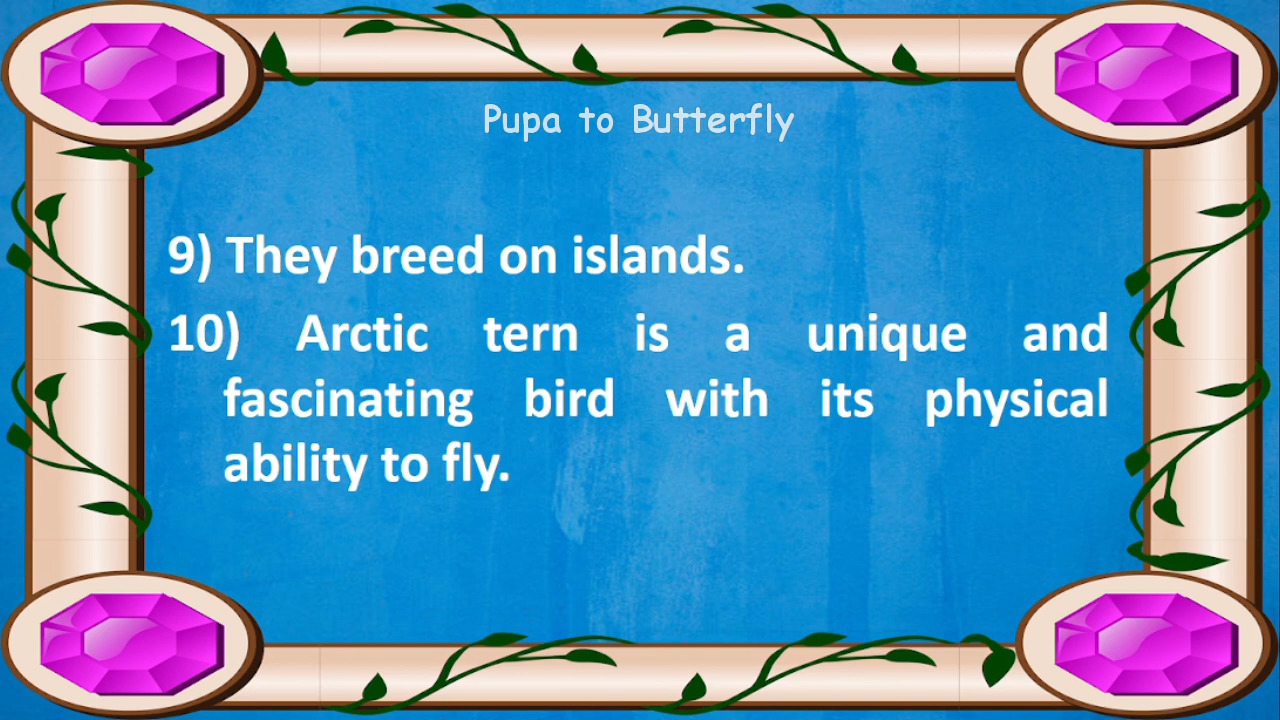 Pupa to Butterfly
9) They breed on islands.
10) Arctic tern is a unique and
fascinating bird with its physical
ability to fly.